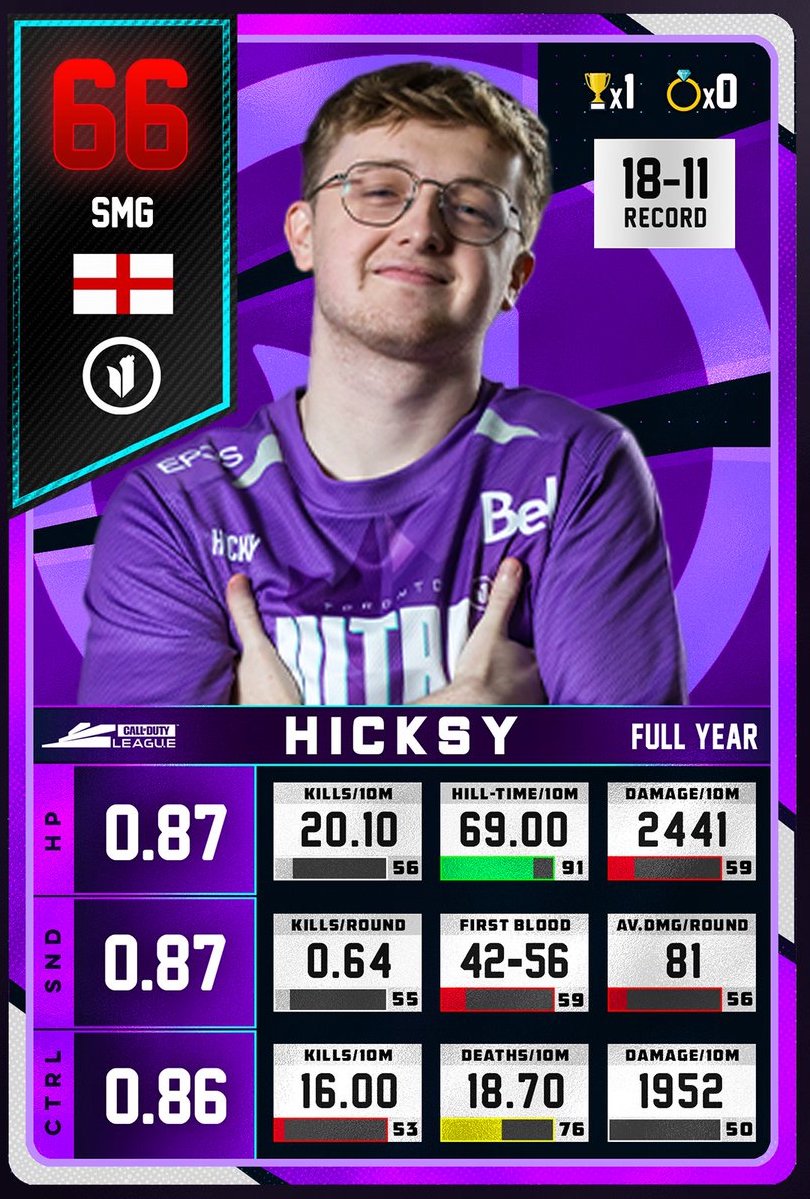 66
SMG
x1 x0
18-11
RECORD
EPOS
Bel
HICKY
TORONTO
CALL OF DUTY
LEAGUE
HICKSY
FULL YEAR
HP
0.87
KILLS/10M
20.10
56
HILL-TIME/10M
69.00
91
DAMAGE/10M
2441
59
SND
0.87
KILLS/ROUND
0.64
55
FIRST BLOOD
42-56
59
AV.DMG/ROUND
81
56
CTRL
0.86
KILLS/10M
16.00
53
DEATHS/10M
18.70
76
DAMAGE/10M
1952
50